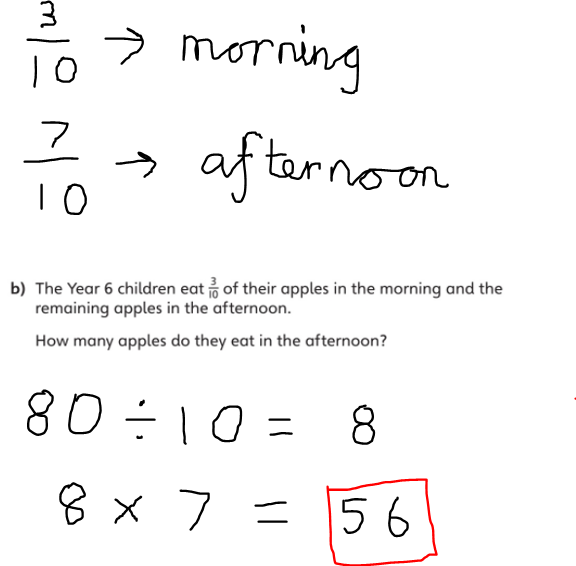 3/10 → morning
7/10 → afternoon
b) The Year 6 children eat 3/10 of their apples in the morning and the
remaining apples in the afternoon.
How many apples do they eat in the afternoon?
80 ÷ 10 = 8
8 × 7 = 56